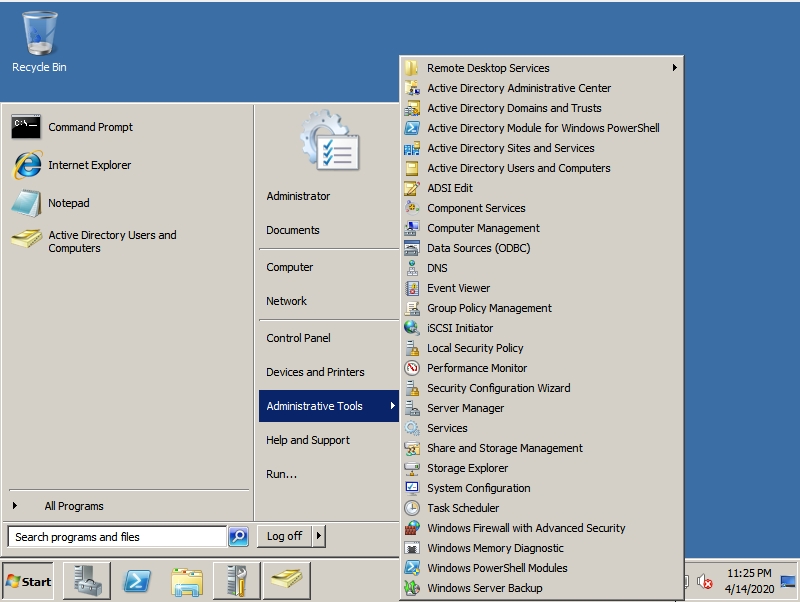 Recycle Bin
Command Prompt
Internet Explorer
Notepad
Active Directory Users and
Computers
All Programs
Search programs and files
Administrator
Documents
Computer
Network
Control Panel
Devices and Printers
Administrative Tools
Help and Support
Run...
Log off
Remote Desktop Services
Active Directory Administrative Center
Active Directory Domains and Trusts
Active Directory Module for Windows PowerShell
Active Directory Sites and Services
Active Directory Users and Computers
ADSI Edit
Component Services
Computer Management
Data Sources (ODBC)
DNS
Event Viewer
Group Policy Management
iSCSI Initiator
Local Security Policy
Performance Monitor
Security Configuration Wizard
Server Manager
Services
Share and Storage Management
Storage Explorer
System Configuration
Task Scheduler
Windows Firewall with Advanced Security
Windows Memory Diagnostic
Windows PowerShell Modules
Windows Server Backup
Start
11:25 PM
4/14/2020